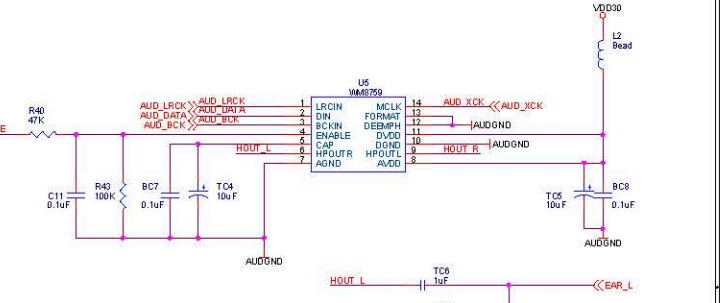 VDD30
L2
Bead
U5
WM8759
R40
47K
E
AUD_LRCK AUD_LRCK 1 LRCIN MCLK 14 AUD_XCK AUD_XCK
AUD_DATA AUD_DATA 2 DIN FORMAT 13
AUD_BCK AUD_BCK 3 BCKIN DEEMPH 12 AUDGND
4 ENABLE DVDD 11
5 CAP DGND 10 AUDGND
HOUT_L 6 HPOUTR HPOUTL 9 HOUT_R
7 AGND AVDD 8
C11
0.1uF
R43
100K
BC7
0.1uF
TC4
10uF
TC5
10uF
BC8
0.1uF
AUDGND
AUDGND
HOUT_L
TC6
1uF
EAR_L